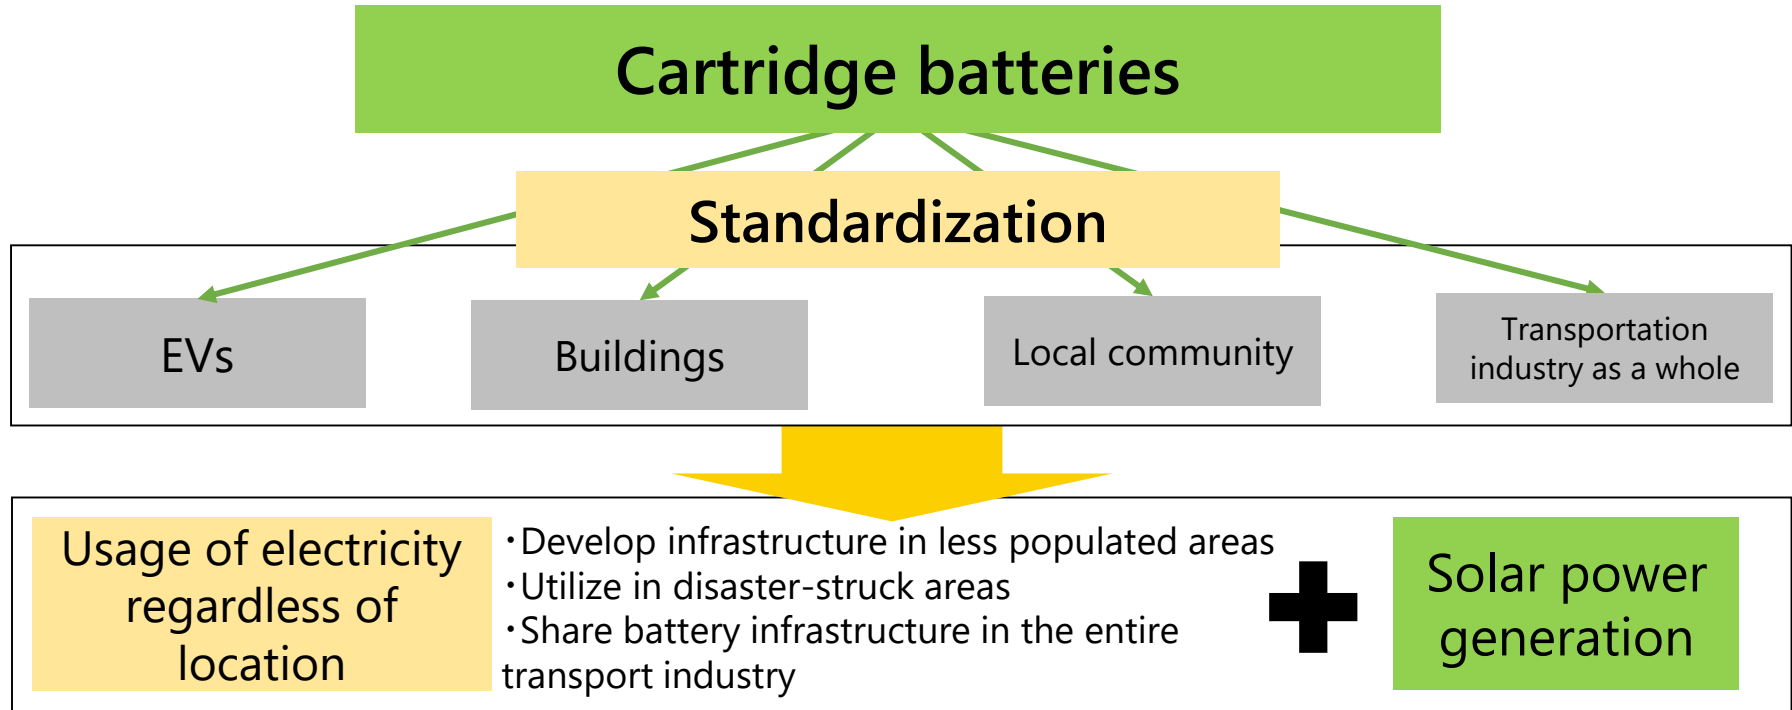 Cartridge batteries
Standardization
EVs
Buildings
Local community
Transportation
industry as a whole
Usage of electricity
regardless of
location
・Develop infrastructure in less populated areas
・Utilize in disaster-struck areas
・Share battery infrastructure in the entire
transport industry
Solar power
generation